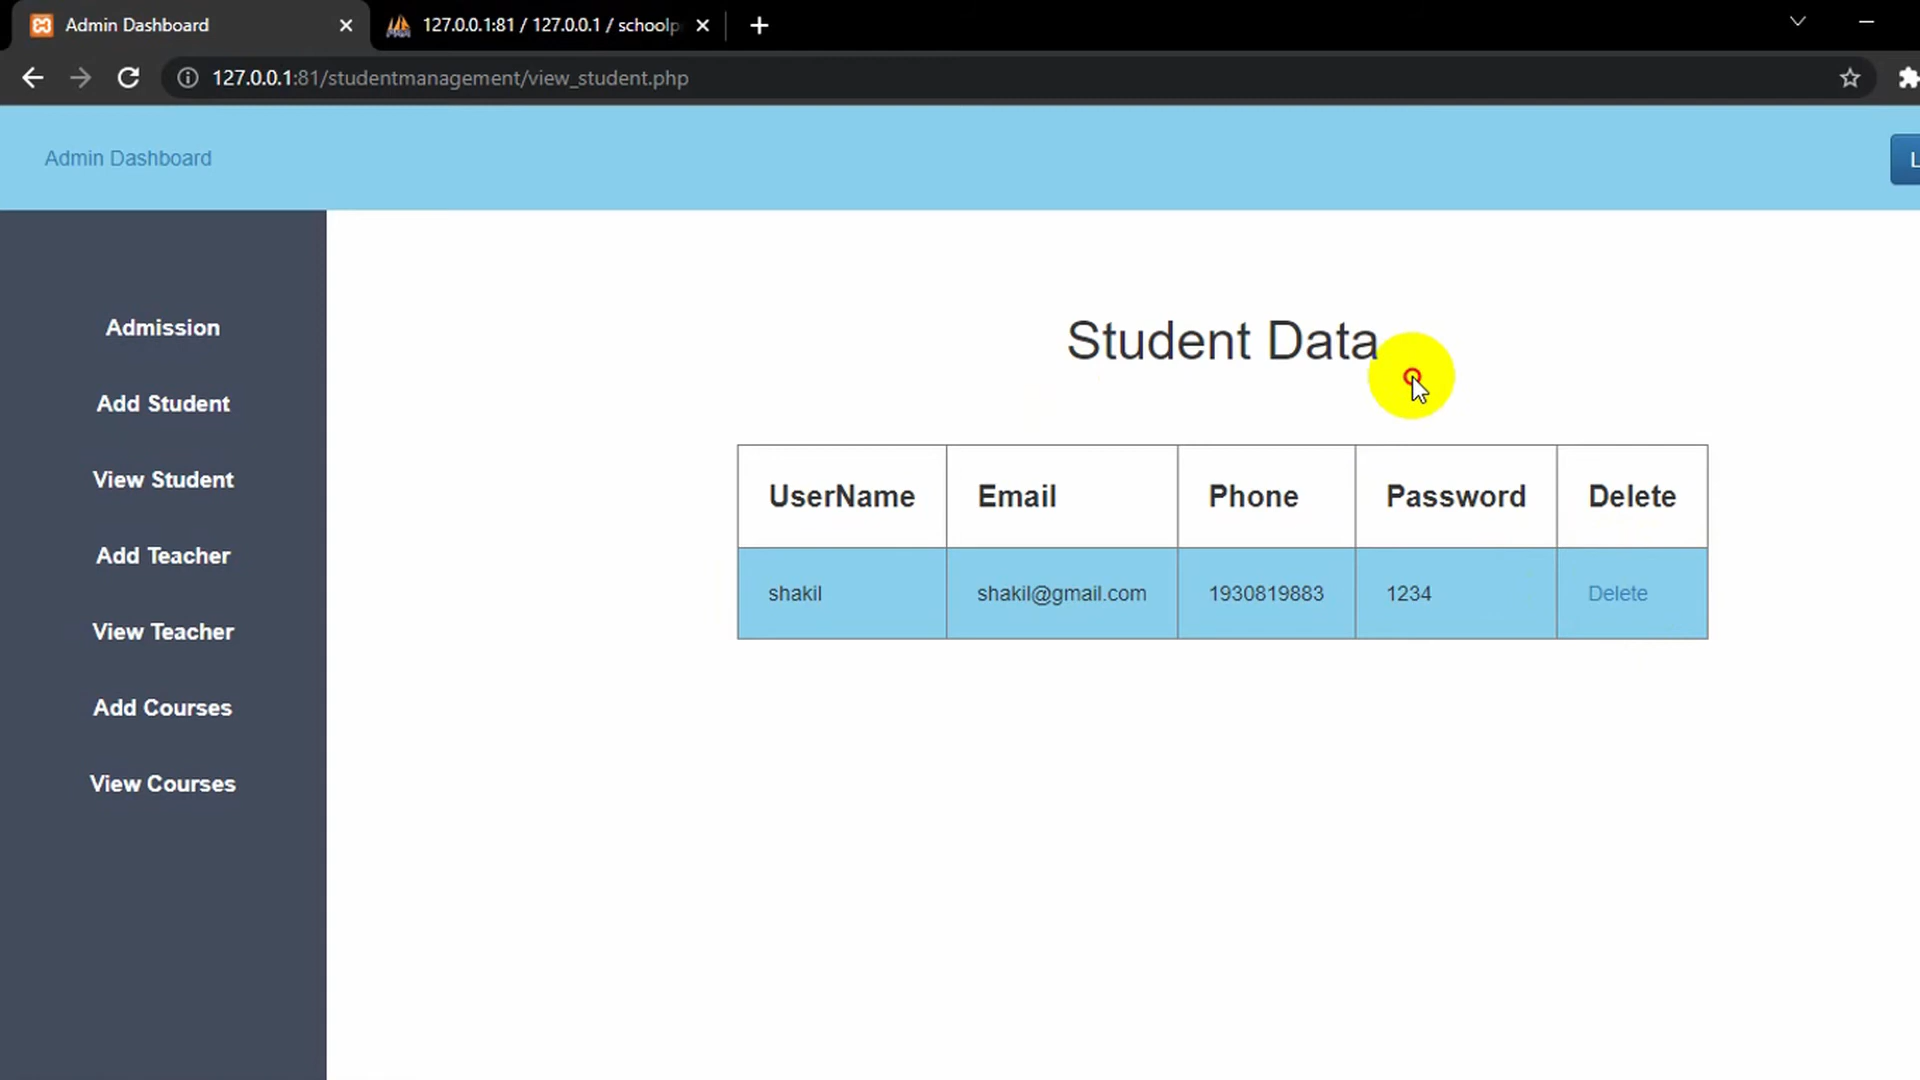 Admin Dashboard
127.0.0.1:81 / 127.0.0.1 / schoolp
127.0.0.1:81/studentmanagement/view_student.php
Admin Dashboard
L
Admission
Add Student
View Student
Add Teacher
View Teacher
Add Courses
View Courses
Student Data
UserName Email Phone Password Delete
shakil shakil@gmail.com 1930819883 1234 Delete